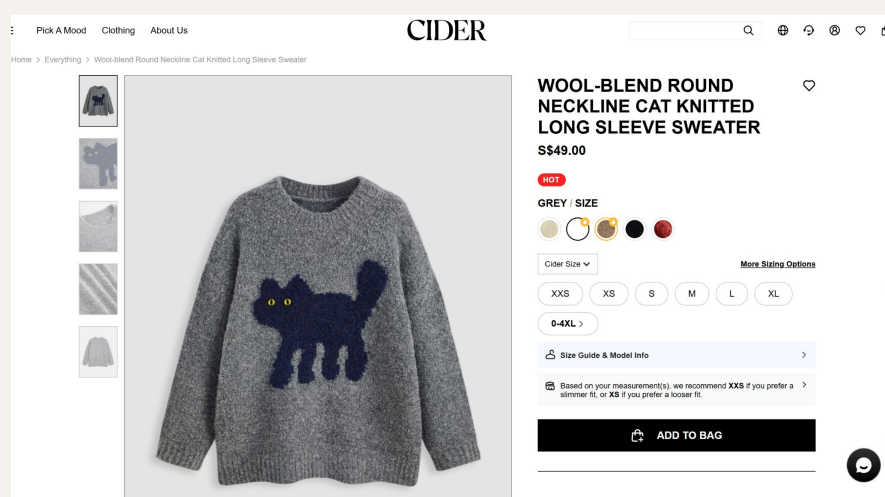 Pick A Mood
Clothing
About Us
CIDER
Home > Everything > Wool-blend Round Neckline Cat Knitted Long Sleeve Sweater
WOOL-BLEND ROUND
NECKLINE CAT KNITTED
LONG SLEEVE SWEATER
S$49.00
HOT
GREY / SIZE
Cider Size
More Sizing Options
XXS
XS
S
M
L
XL
0-4XL >
Size Guide & Model Info
Based on your measurement(s), we recommend XXS if you prefer a
slimmer fit, or XS if you prefer a looser fit.
ADD TO BAG